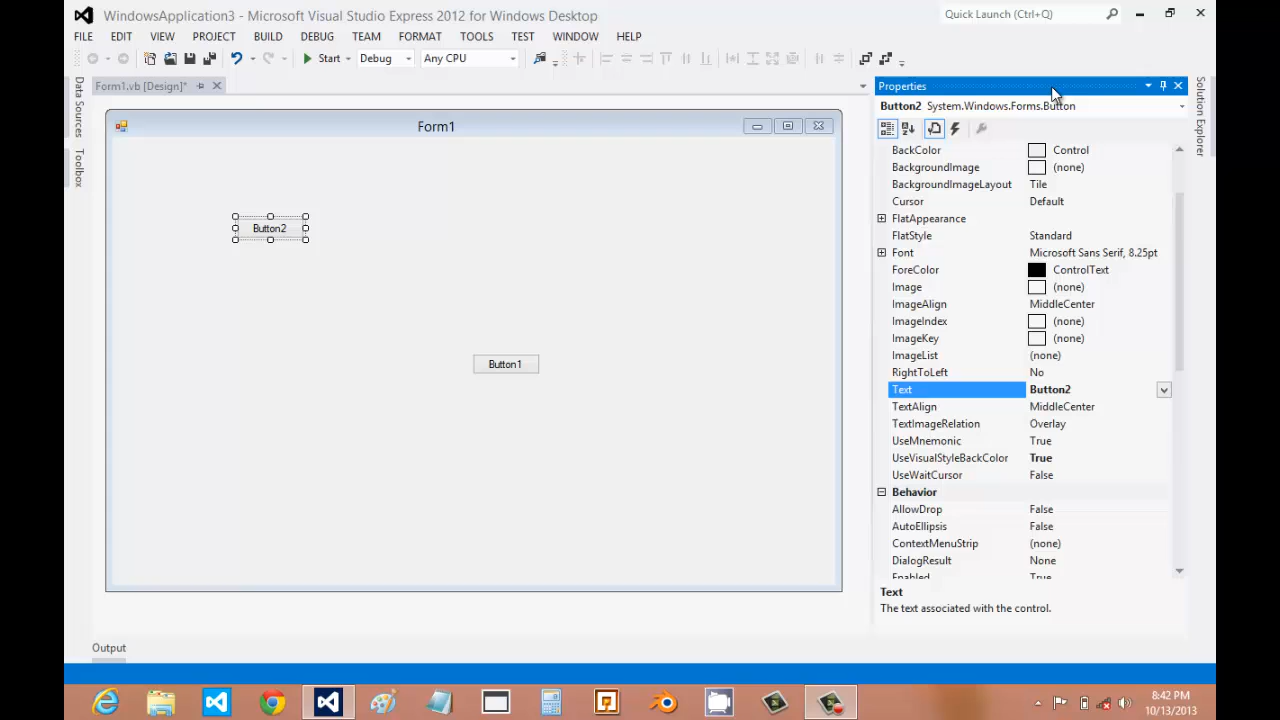 WindowsApplication3 - Microsoft Visual Studio Express 2012 for Windows Desktop
Quick Launch (Ctrl+Q)
FILE EDIT VIEW PROJECT BUILD DEBUG TEAM FORMAT TOOLS TEST WINDOW HELP
Start Debug Any CPU
Data Sources
Toolbox
Form1.vb [Design]*
Form1
Button2
Button1
Properties
Button2 System.Windows.Forms.Button
BackColor Control
BackgroundImage (none)
BackgroundImageLayout Tile
Cursor Default
FlatAppearance
FlatStyle Standard
Font Microsoft Sans Serif, 8.25pt
ForeColor ControlText
Image (none)
ImageAlign MiddleCenter
ImageIndex (none)
ImageKey (none)
ImageList (none)
RightToLeft No
Text Button2
TextAlign MiddleCenter
TextImageRelation Overlay
UseMnemonic True
UseVisualStyleBackColor True
UseWaitCursor False
Behavior
AllowDrop False
AutoEllipsis False
ContextMenuStrip (none)
DialogResult None
Enabled True
Text
The text associated with the control.
Solution Explorer
Output
8:42 PM
10/13/2013